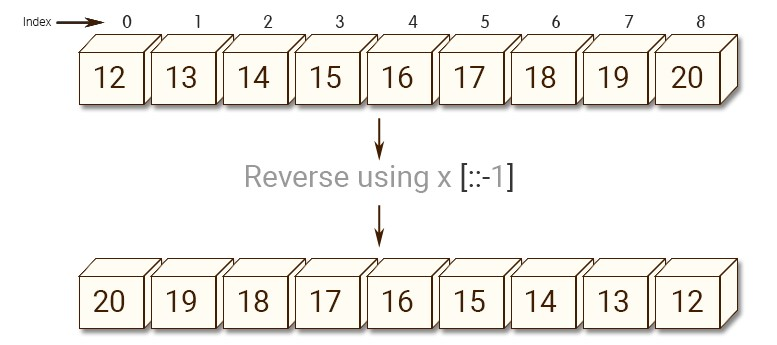 Index 0 1 2 3 4 5 6 7 8
12 13 14 15 16 17 18 19 20
Reverse using x [::-1]
20 19 18 17 16 15 14 13 12